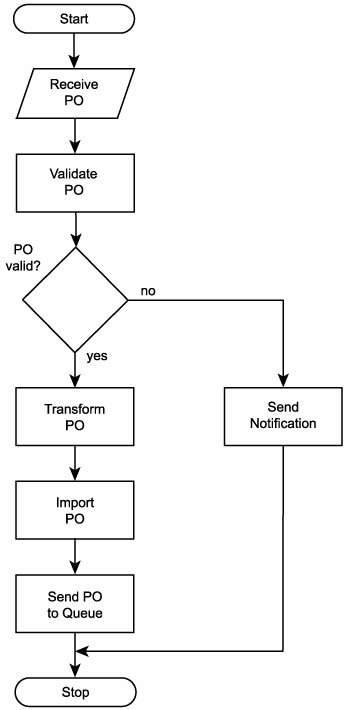 Start
Receive
PO
Validate
PO
PO
valid?
no
yes
Transform
PO
Send
Notification
Import
PO
Send PO
to Queue
Stop